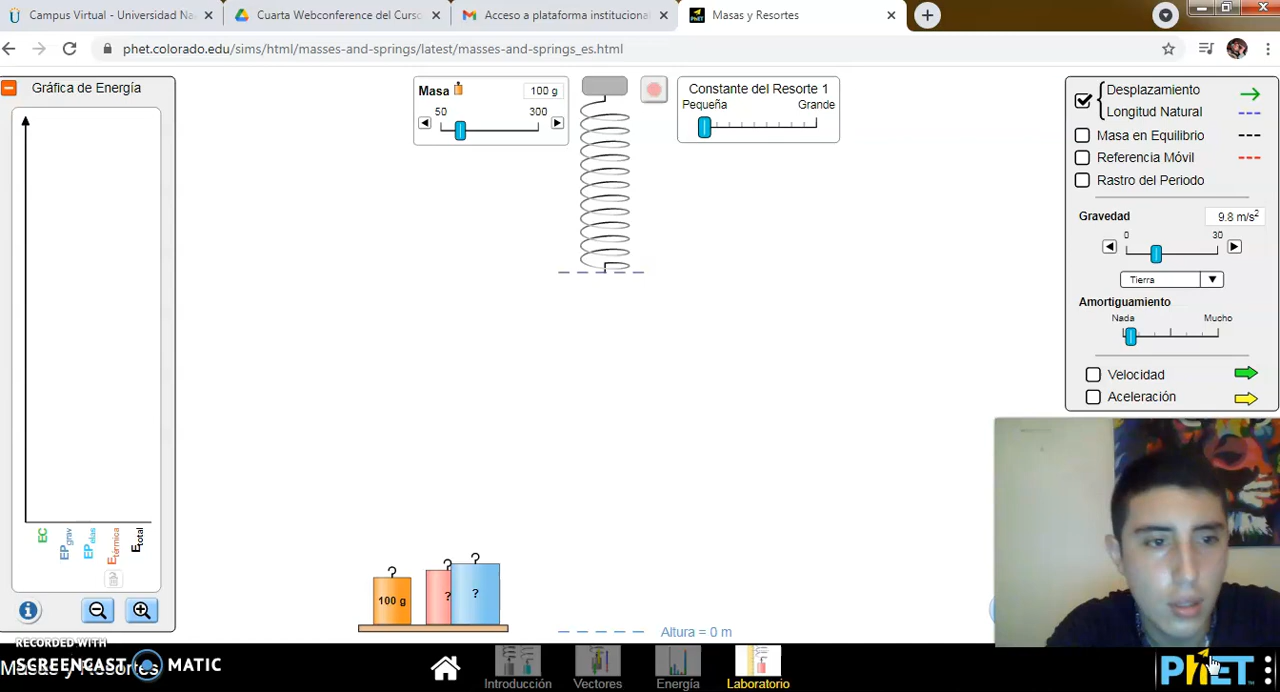 Campus Virtual - Universidad Na
Cuarta Webconference del Curso
Acceso a plataforma institucional
Masas y Resortes
phet.colorado.edu/sims/html/masses-and-springs/latest/masses-and-springs_es.html
Gráfica de Energía
EC
EPgrav
EPelas
Etérmica
Etotal
Masa
100 g
50
300
Constante del Resorte 1
Pequeña
Grande
Desplazamiento
Longitud Natural
Masa en Equilibrio
Referencia Móvil
Rastro del Periodo
Gravedad
9.8 m/s²
0
30
Tierra
Amortiguamiento
Nada
Mucho
Velocidad
Aceleración
100 g
?
?
Altura = 0 m
RECORDED WITH
SCREENCAST MATIC
Masas y Resortes
Introducción
Vectores
Energía
Laboratorio
PhET